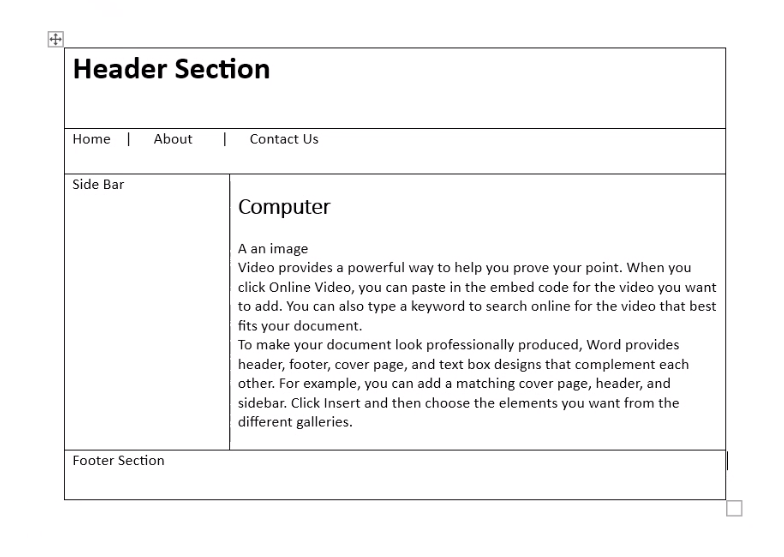 Header Section
Home | About | Contact Us
Side Bar
Computer
A an image
Video provides a powerful way to help you prove your point. When you
click Online Video, you can paste in the embed code for the video you want
to add. You can also type a keyword to search online for the video that best
fits your document.
To make your document look professionally produced, Word provides
header, footer, cover page, and text box designs that complement each
other. For example, you can add a matching cover page, header, and
sidebar. Click Insert and then choose the elements you want from the
different galleries.
Footer Section